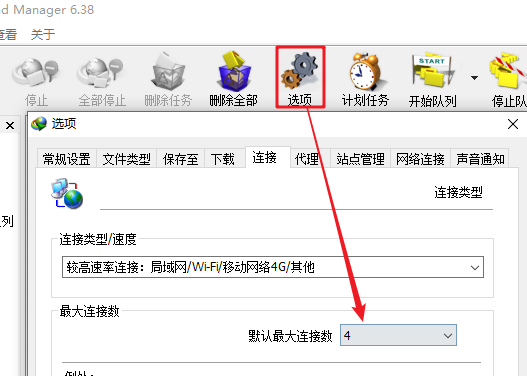 d Manager 6.38
查看 关于
停止 全部停止 删除任务 删除全部 选项 计划任务 开始队列 停止队
START
选项
常规设置 文件类型 保存至 下载 连接 代理 站点管理 网络连接 声音通知
连接类型
列
连接类型/速度
较高速率连接：局域网/Wi-Fi/移动网络4G/其他
最大连接数
默认最大连接数 4
例外：